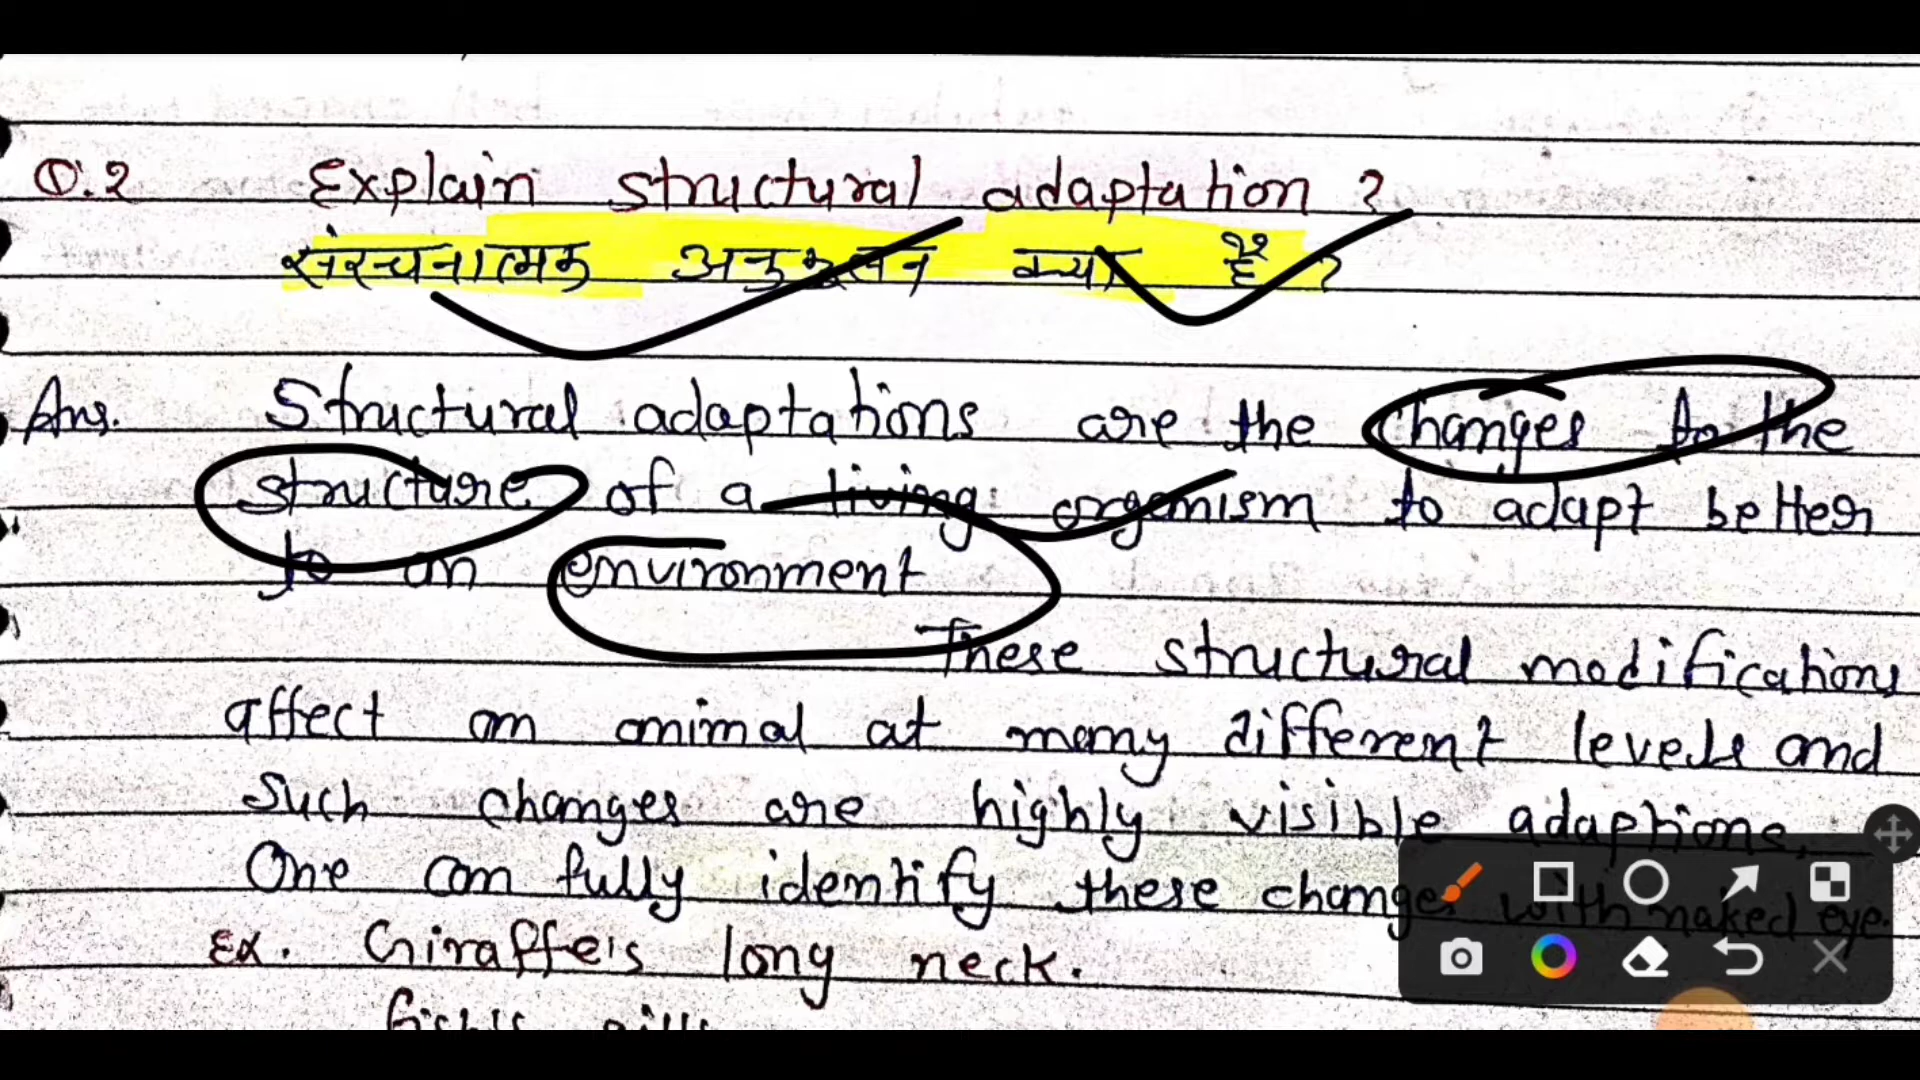 Q.2 Explain structural adaptation ?
संरचनात्मक अनुकूलन क्या है ?
Ans. Structural adaptations are the changes to the
structure of a living organism to adapt better
to an environment
These structural modifications
affect an animal at many different levels and
Such changes are highly visible adaptions.
One can fully identify these changes with naked eye.
Ex. Giraffe's long neck.